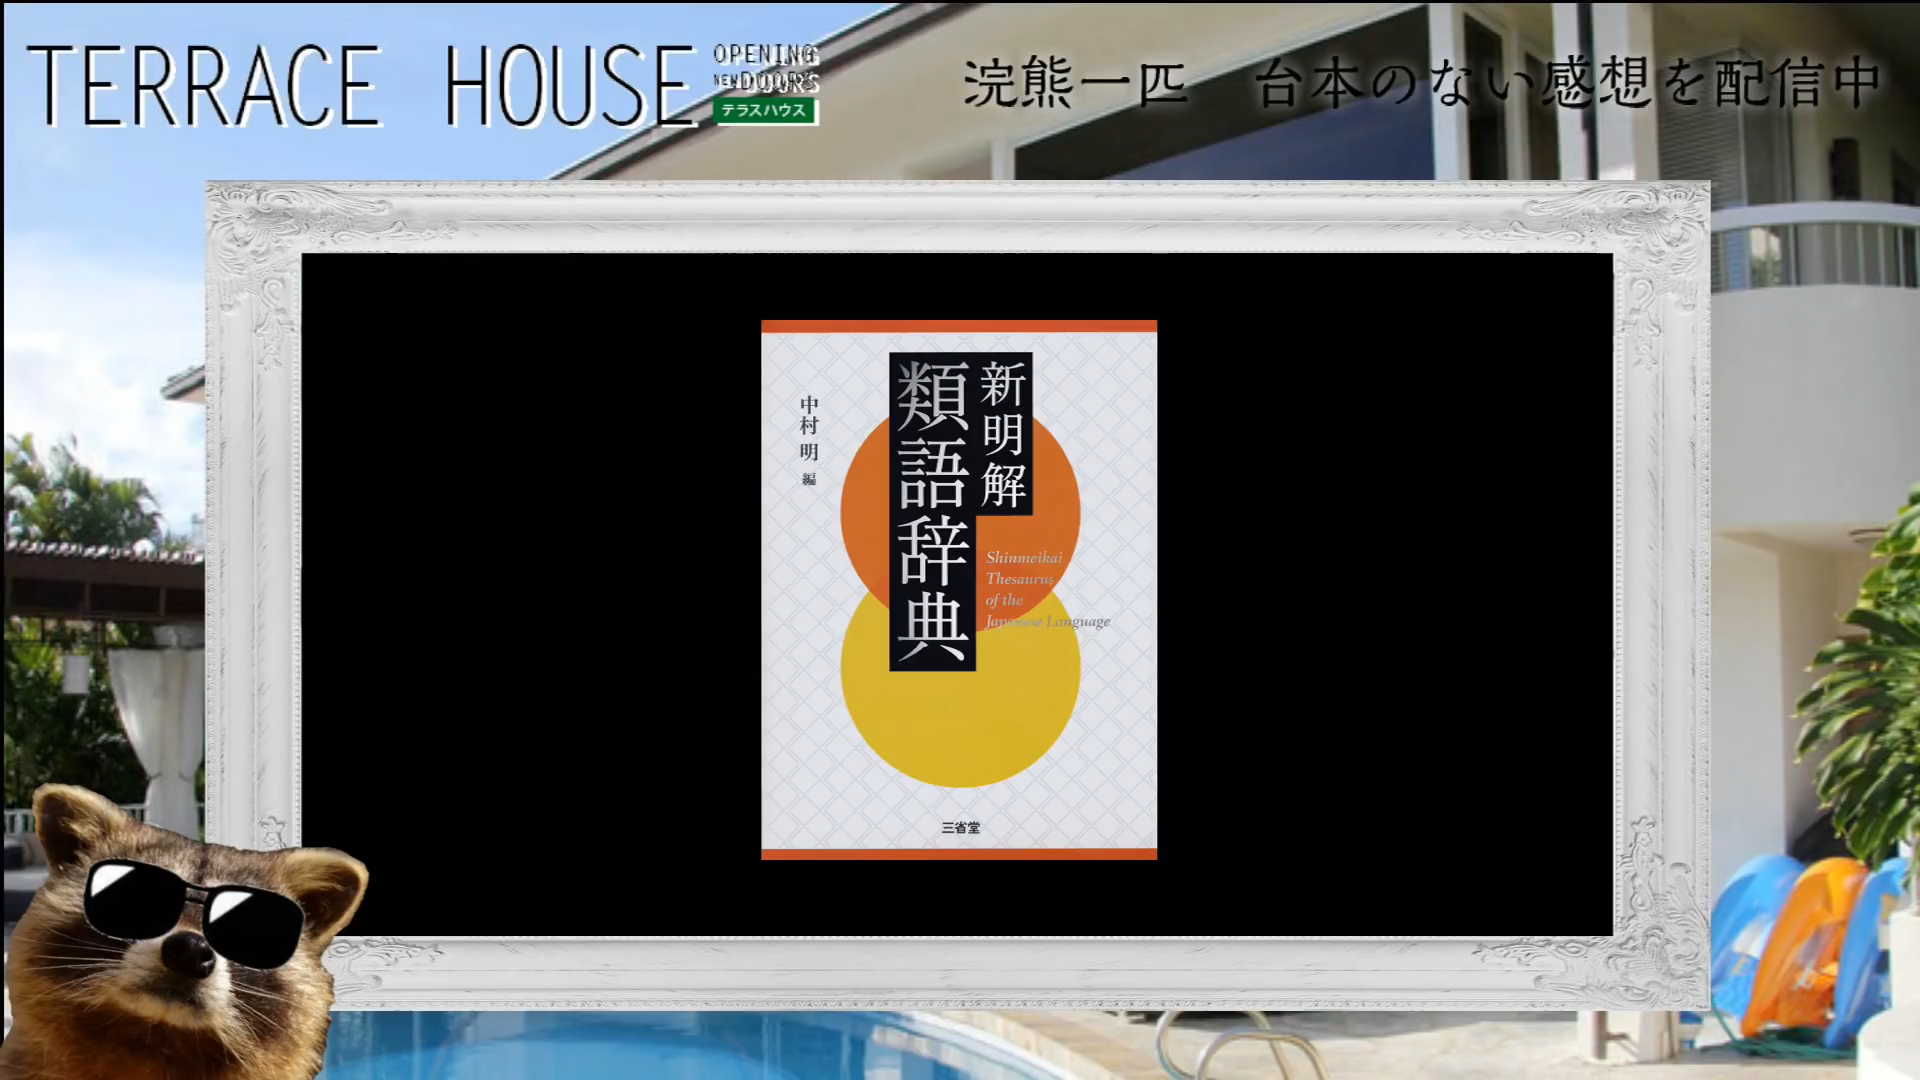 TERRACE HOUSE
OPENING
NEW DOORS
テラスハウス
浣熊一匹 台本のない感想を配信中
新明解
類語辞典
中村明 編
Shinmeikai
Thesaurus
of the
Japanese Language
三省堂